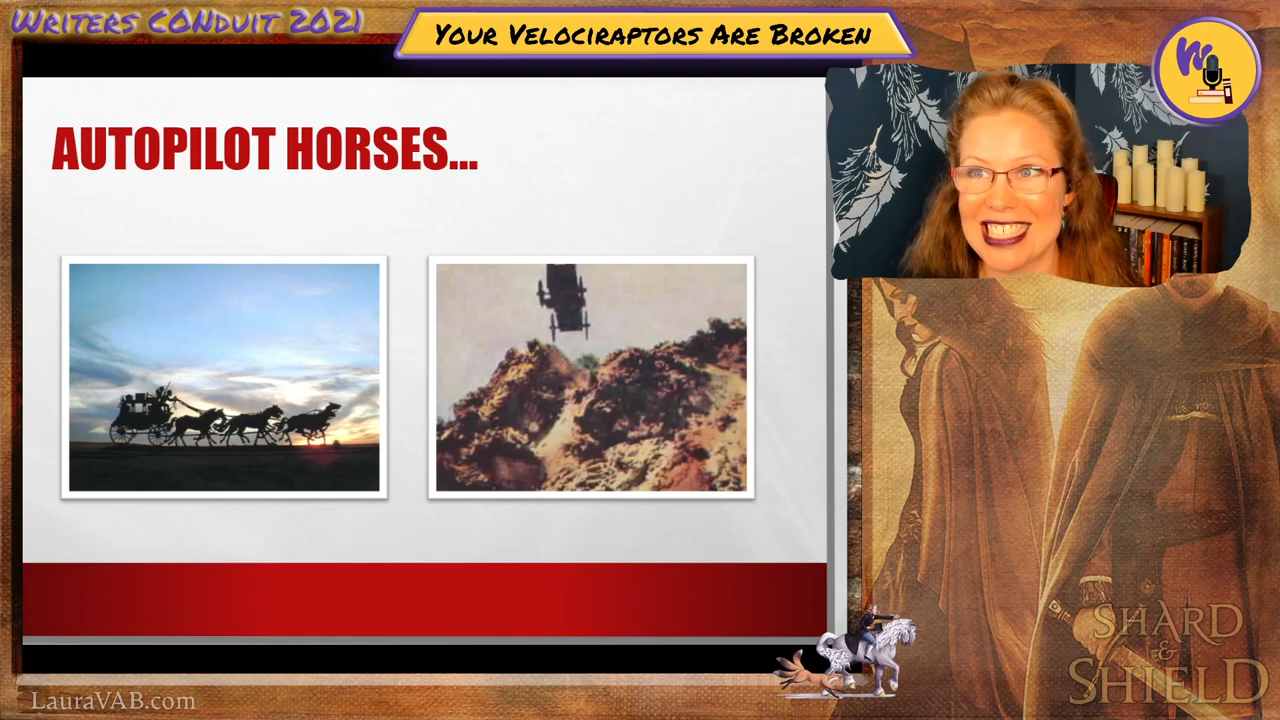 Writers CONduit 2021
Your Velociraptors Are Broken
W
AUTOPILOT HORSES...
SHARD
&
SHIELD
LauraVAB.com